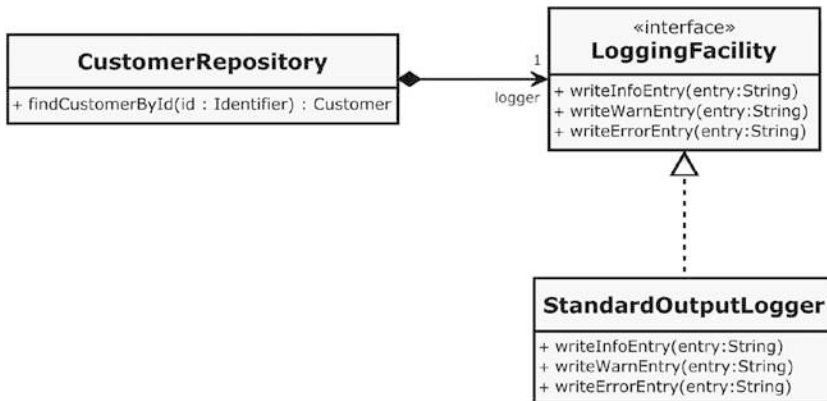 CustomerRepository
+ findCustomerById(id : Identifier) : Customer
1
logger
«interface»
LoggingFacility
+ writeInfoEntry(entry:String)
+ writeWarnEntry(entry:String)
+ writeErrorEntry(entry:String)
StandardOutputLogger
+ writeInfoEntry(entry:String)
+ writeWarnEntry(entry:String)
+ writeErrorEntry(entry:String)